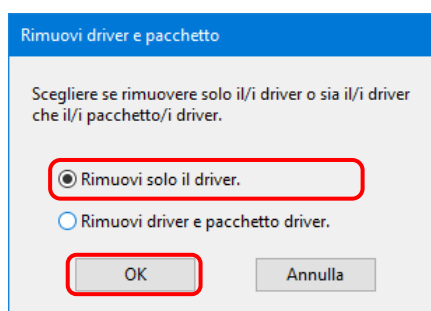 Rimuovi driver e pacchetto
Scegliere se rimuovere solo il/i driver o sia il/i driver
che il/i pacchetto/i driver.
Rimuovi solo il driver.
Rimuovi driver e pacchetto driver.
OK Annulla